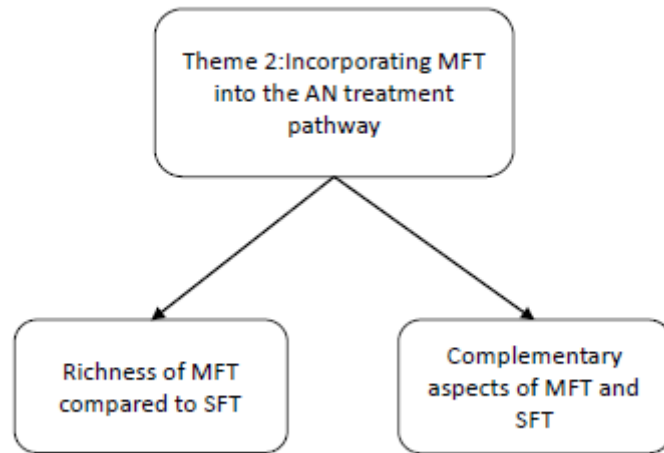 Theme 2:Incorporating MFT
into the AN treatment
pathway
Richness of MFT
compared to SFT
Complementary
aspects of MFT and
SFT